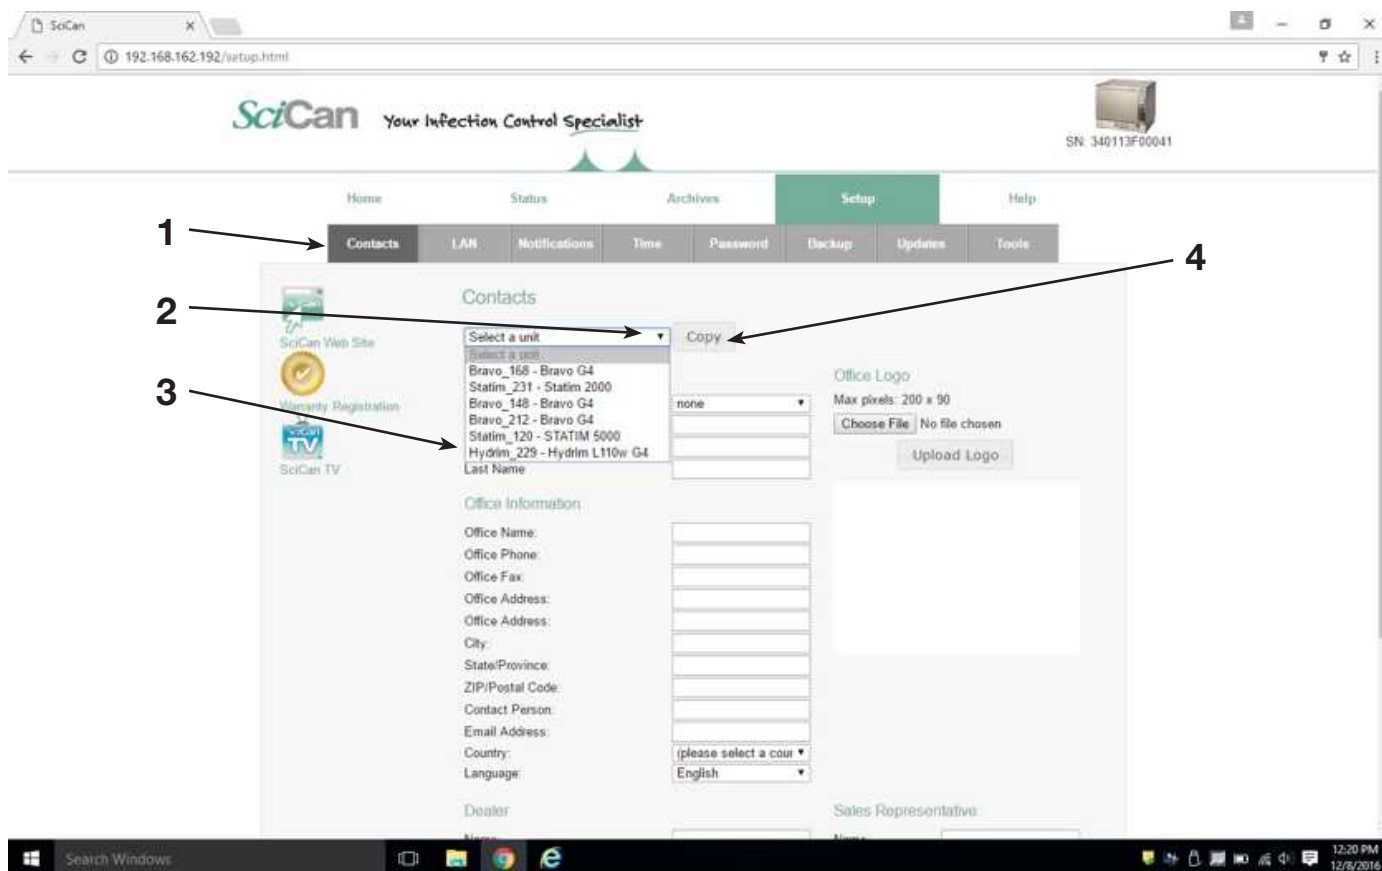 SciCan
192.168.162.192/setup.html
SciCan Your Infection Control Specialist
SN: 340113F00041
Home Status Archives Setup Help
1
Contacts LAN Notifications Time Password Backup Updates Tools
4
Contacts
2
SciCan Web Site
Select a unit Copy
Select a unit
Bravo_168 - Bravo G4
Statim_231 - Statim 2000
Bravo_148 - Bravo G4
Bravo_212 - Bravo G4
Statim_120 - STATIM 5000
Hydrim_229 - Hydrim L110w G4
3
Warranty Registration
SciCan TV
SciCan TV
none
Last Name
Office Logo
Max pixels: 200 x 90
Choose File No file chosen
Upload Logo
Office Information
Office Name:
Office Phone:
Office Fax:
Office Address:
Office Address:
City:
State/Province:
ZIP/Postal Code:
Contact Person:
Email Address:
Country: (please select a cour
Language: English
Dealer Sales Representative
Name: Name:
Search Windows
12:20 PM
12/8/2016